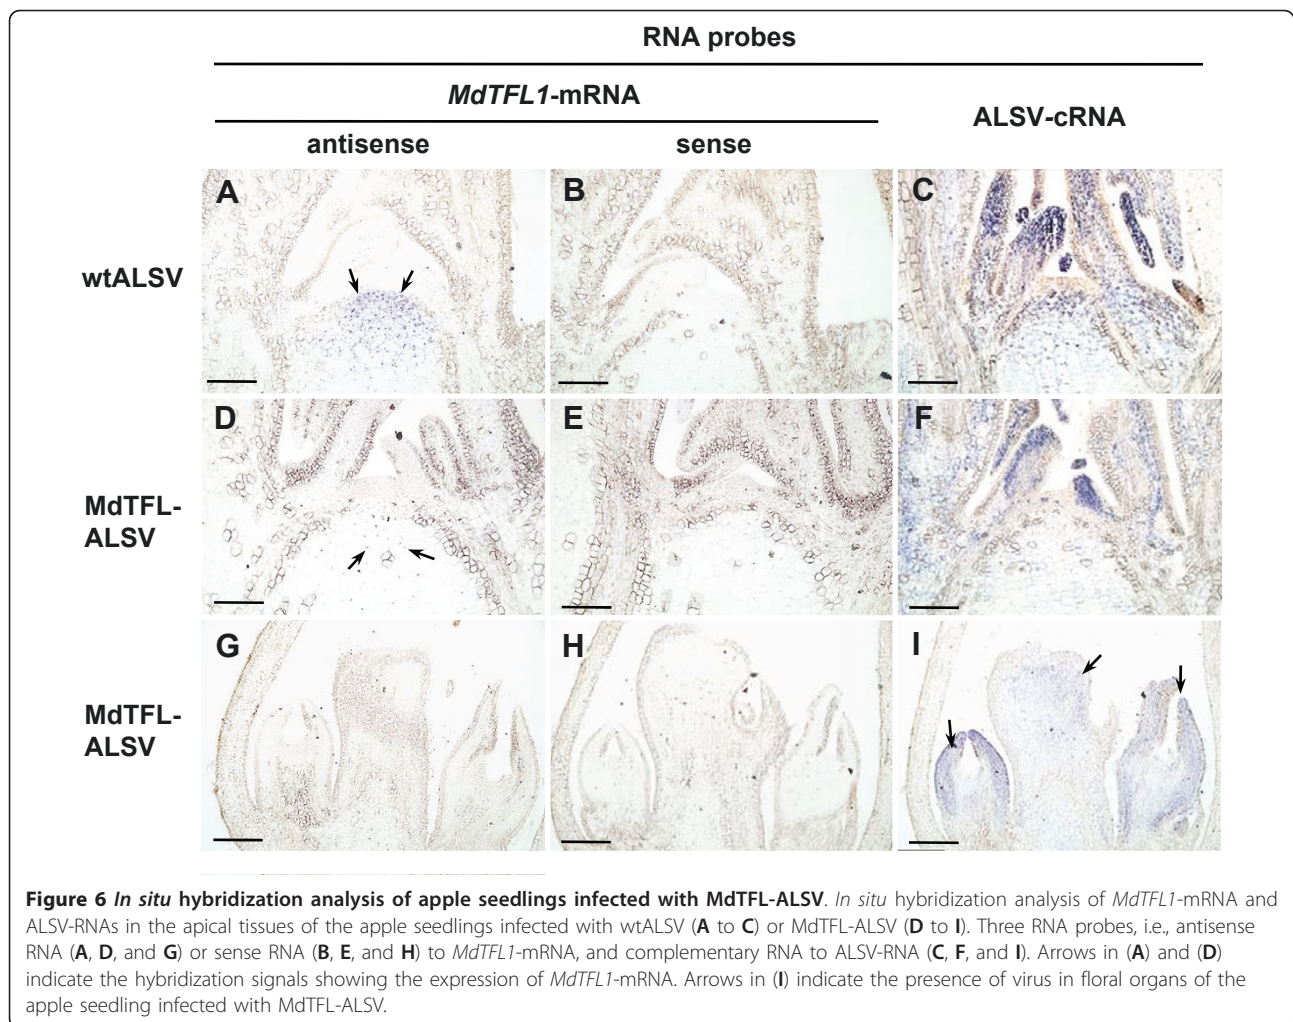 RNA probes
MdTFL1-mRNA
ALSV-cRNA
antisense
sense
A
B
C
wtALSV
D
E
F
MdTFL-
ALSV
G
H
I
MdTFL-
ALSV
Figure 6 In situ hybridization analysis of apple seedlings infected with MdTFL-ALSV. In situ hybridization analysis of MdTFL1-mRNA and
ALSV-RNAs in the apical tissues of the apple seedlings infected with wtALSV (A to C) or MdTFL-ALSV (D to I). Three RNA probes, i.e., antisense
RNA (A, D, and G) or sense RNA (B, E, and H) to MdTFL1-mRNA, and complementary RNA to ALSV-RNA (C, F, and I). Arrows in (A) and (D)
indicate the hybridization signals showing the expression of MdTFL1-mRNA. Arrows in (I) indicate the presence of virus in floral organs of the
apple seedling infected with MdTFL-ALSV.